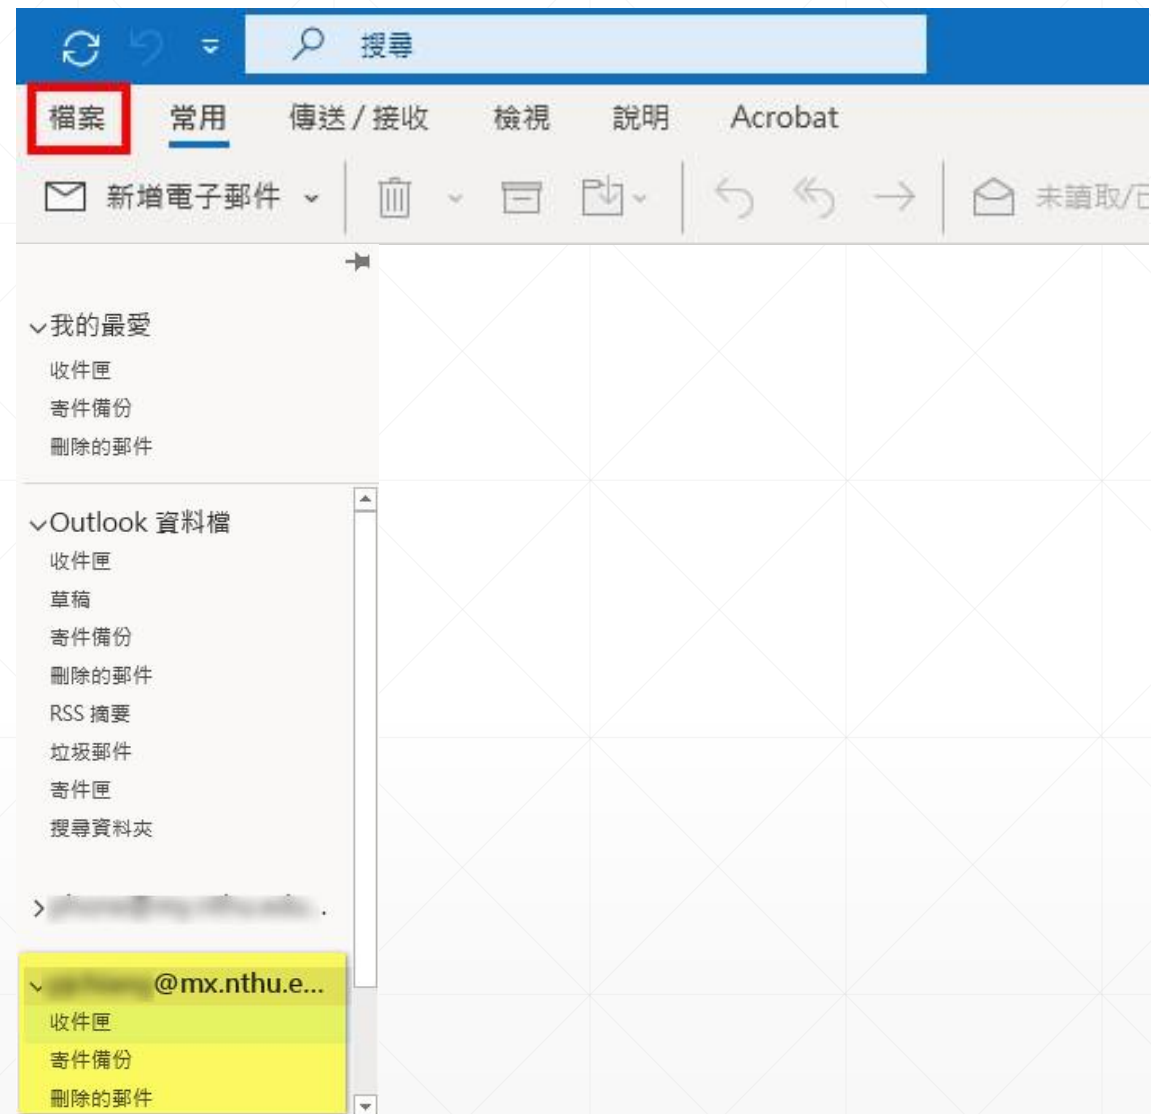 搜尋
檔案 常用 傳送 / 接收 檢視 說明 Acrobat
新增電子郵件 未讀取/已
我的最愛
收件匣
寄件備份
刪除的郵件
Outlook 資料檔
收件匣
草稿
寄件備份
刪除的郵件
RSS 摘要
垃圾郵件
寄件匣
搜尋資料夾
@mx.nthu.e...
收件匣
寄件備份
刪除的郵件